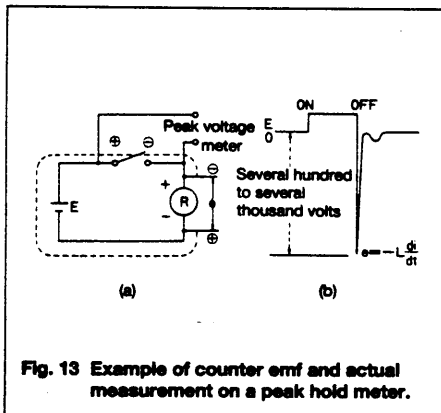 ON OFF
Peak voltage
meter
⊕ ⊖
E
0
Several hundred
to several
thousand volts
E
+
R
−
⊖
⊕
e=−L di/dt
(a) (b)
Fig. 13 Example of counter emf and actual
measurement on a peak hold meter.